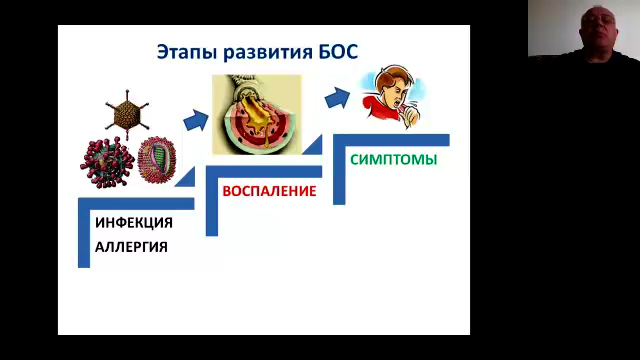 Этапы развития БОС
СИМПТОМЫ
ВОСПАЛЕНИЕ
ИНФЕКЦИЯ
АЛЛЕРГИЯ